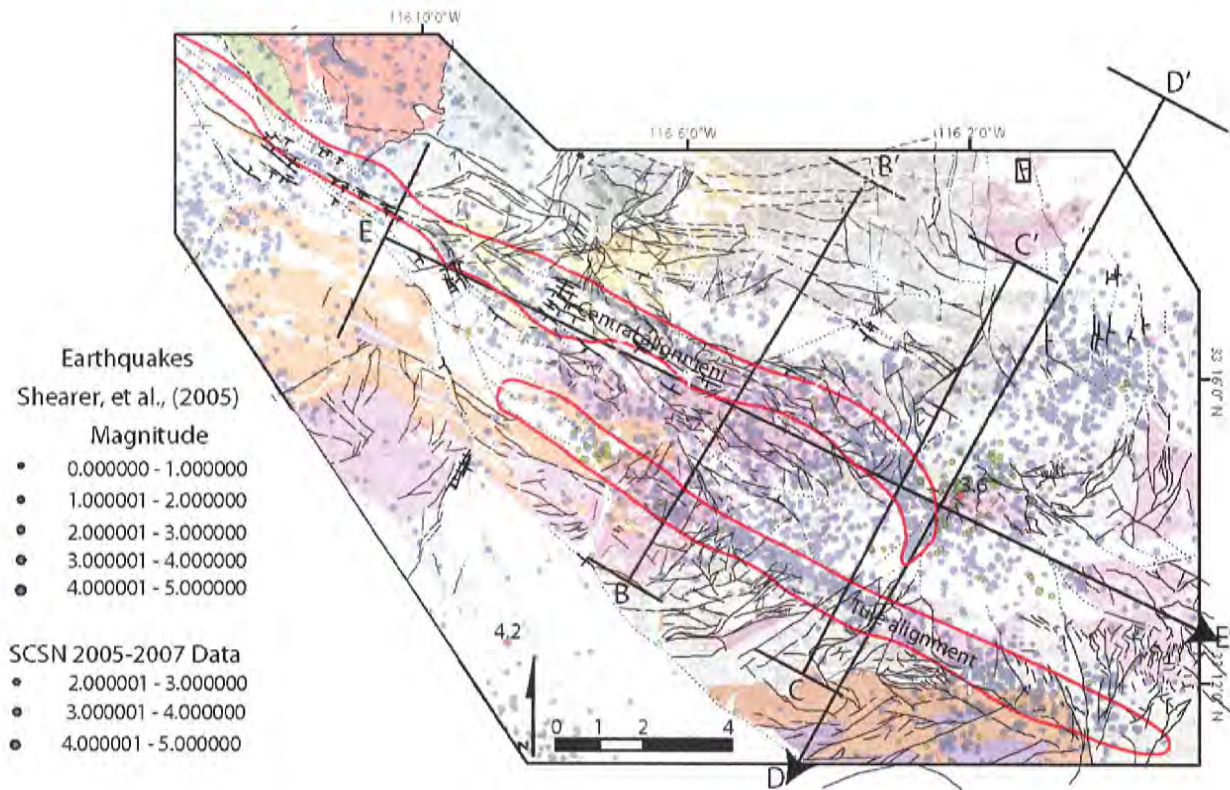 116 10'0"W
D'
116 6'0"W
116 2'0"W
B'
C'
E
Central alignment
33 16'0"N
Earthquakes
Shearer, et al., (2005)
Magnitude
0.000000 - 1.000000
1.000001 - 2.000000
2.000001 - 3.000000
3.000001 - 4.000000
4.000001 - 5.000000
3.6
B
Tule alignment
4.2
E
SCSN 2005-2007 Data
2.000001 - 3.000000
3.000001 - 4.000000
4.000001 - 5.000000
C
0 1 2 4
D